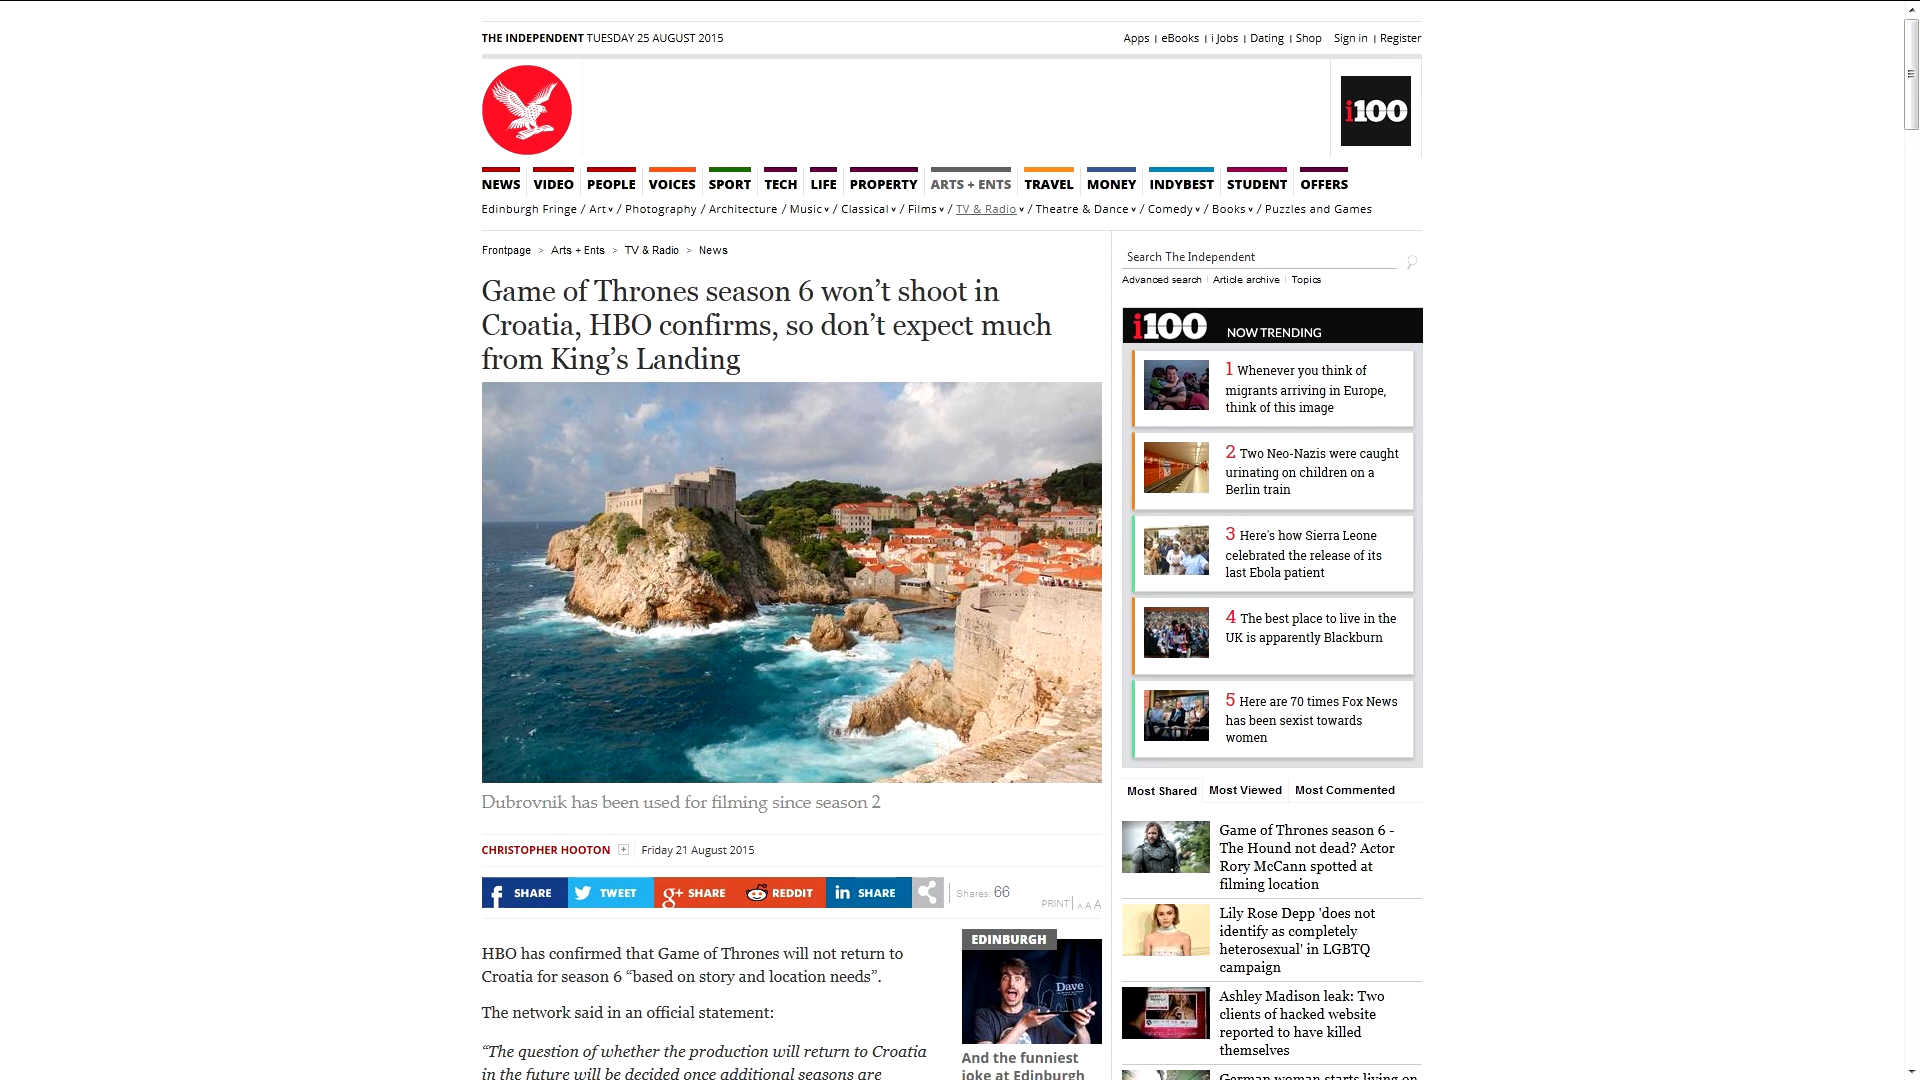 THE INDEPENDENT TUESDAY 25 AUGUST 2015
Apps | eBooks | i Jobs | Dating | Shop Sign in | Register
i100
NEWS VIDEO PEOPLE VOICES SPORT TECH LIFE PROPERTY ARTS + ENTS TRAVEL MONEY INDYBEST STUDENT OFFERS
Edinburgh Fringe / Art / Photography / Architecture / Music / Classical / Films / TV & Radio / Theatre & Dance / Comedy / Books / Puzzles and Games
Frontpage > Arts + Ents > TV & Radio > News
Game of Thrones season 6 won’t shoot in
Croatia, HBO confirms, so don’t expect much
from King’s Landing
Dubrovnik has been used for filming since season 2
CHRISTOPHER HOOTON + Friday 21 August 2015
f SHARE TWEET g+ SHARE REDDIT in SHARE Shares: 66
PRINT | A A A
HBO has confirmed that Game of Thrones will not return to
Croatia for season 6 “based on story and location needs”.
The network said in an official statement:
“The question of whether the production will return to Croatia
in the future will be decided once additional seasons are
EDINBURGH
Dave
And the funniest
joke at Edinburgh
Search The Independent
Advanced search | Article archive | Topics
i100 NOW TRENDING
1 Whenever you think of
migrants arriving in Europe,
think of this image
2 Two Neo-Nazis were caught
urinating on children on a
Berlin train
3 Here's how Sierra Leone
celebrated the release of its
last Ebola patient
4 The best place to live in the
UK is apparently Blackburn
5 Here are 70 times Fox News
has been sexist towards
women
Most Shared Most Viewed Most Commented
Game of Thrones season 6 -
The Hound not dead? Actor
Rory McCann spotted at
filming location
Lily Rose Depp 'does not
identify as completely
heterosexual' in LGBTQ
campaign
Ashley Madison leak: Two
clients of hacked website
reported to have killed
themselves
German woman starts living on